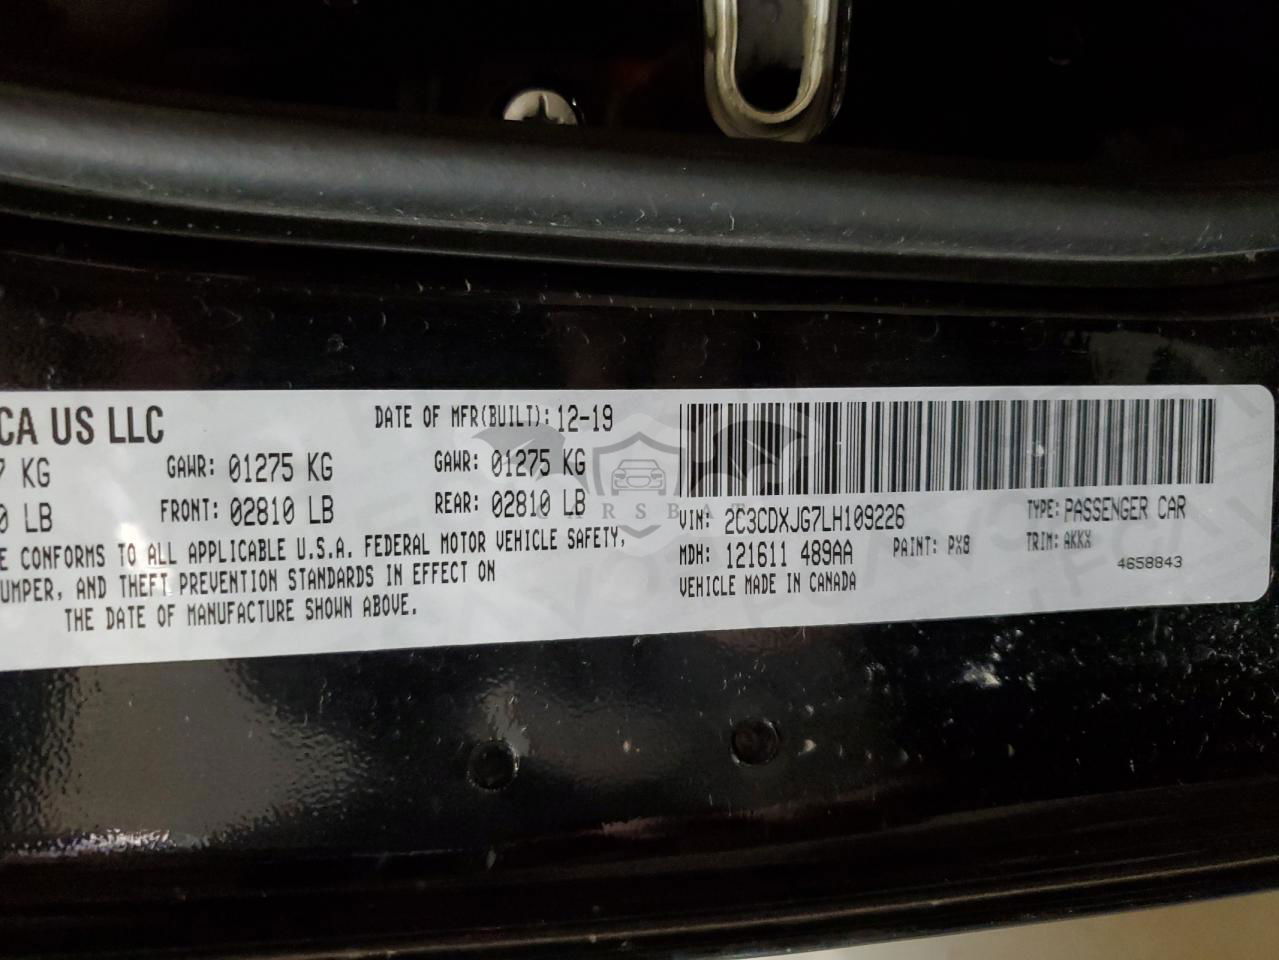 CA US LLC
DATE OF MFR(BUILT): 12-19
7 KG GAWR: 01275 KG GAWR: 01275 KG
0 LB FRONT: 02810 LB REAR: 02810 LB
E CONFORMS TO ALL APPLICABLE U.S.A. FEDERAL MOTOR VEHICLE SAFETY,
UMPER, AND THEFT PREVENTION STANDARDS IN EFFECT ON
THE DATE OF MANUFACTURE SHOWN ABOVE.
CARSBAT
VIN: 2C3CDXJG7LH109226 TYPE: PASSENGER CAR
MDH: 121611 489AA PAINT: PX8 TRIM: AKKX
VEHICLE MADE IN CANADA 4658843